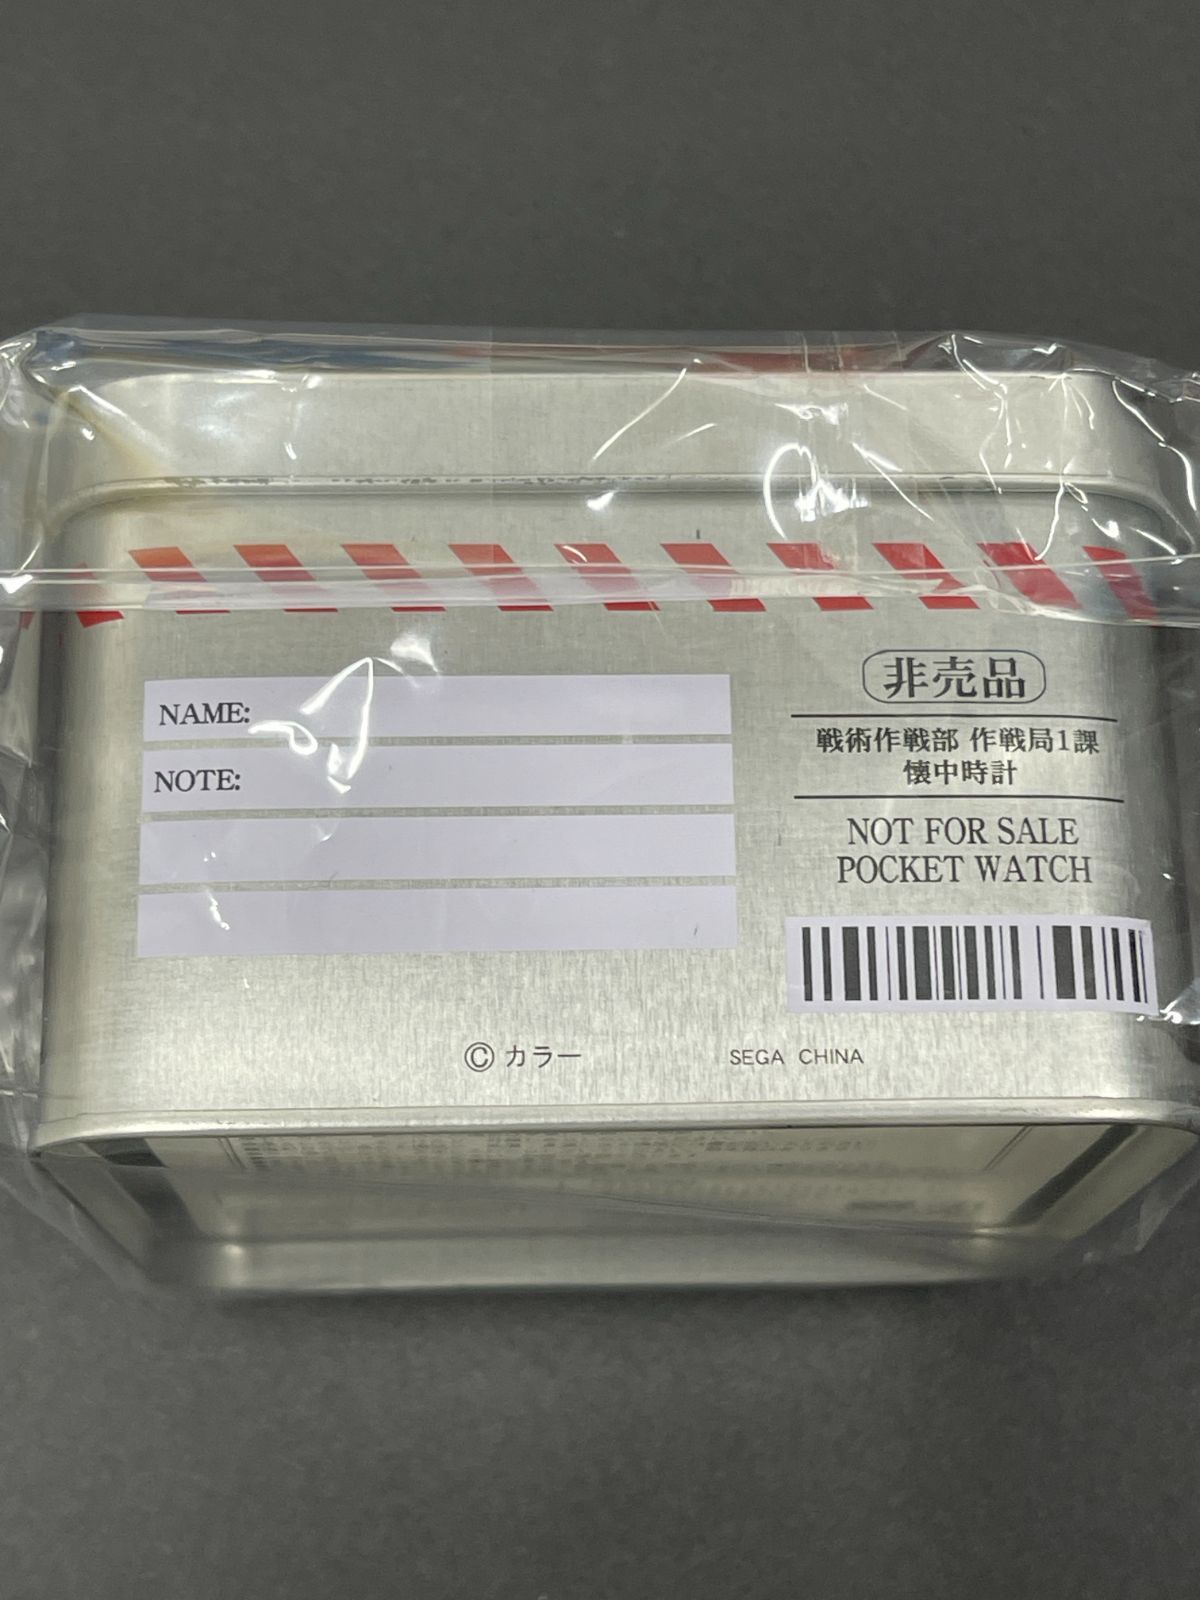 NAME:
NOTE:
非売品
戦術作戦部 作戦局1課
懐中時計
NOT FOR SALE
POCKET WATCH
© カラー
SEGA CHINA